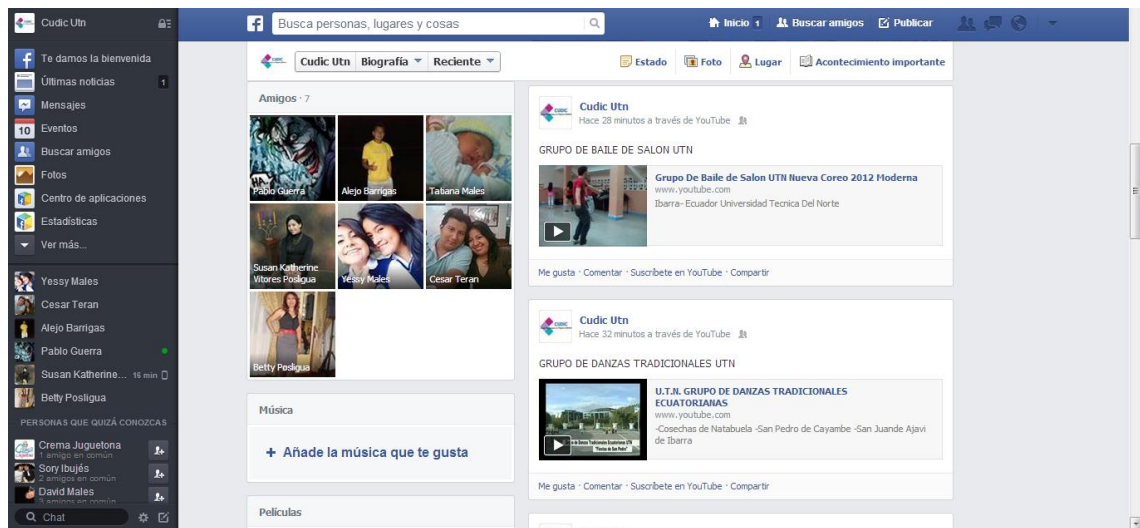 Cudic Utn
Te damos la bienvenida
Últimas noticias 1
Mensajes
10 Eventos
Buscar amigos
Fotos
Centro de aplicaciones
Estadísticas
Ver más...
Yessy Males
Cesar Teran
Alejo Barrigas
Pablo Guerra
Susan Katherine... 16 min
Betty Posligua
PERSONAS QUE QUIZÁ CONOZCAS
Crema Juguetona
1 amigo en común
Sory Ibujés
2 amigos en común
David Males
3 amigos en común
Chat
f Busca personas, lugares y cosas
Inicio 1 Buscar amigos Publicar
Cudic Utn Biografía Reciente
Estado Foto Lugar Acontecimiento importante
Amigos · 7
Pablo Guerra Alejo Barrigas Tatiana Males
Susan Katherine
Vitores Posligua Yessy Males Cesar Teran
Betty Posligua
Música
+ Añade la música que te gusta
Películas
CUDIC
Cudic Utn
Hace 28 minutos a través de YouTube
GRUPO DE BAILE DE SALON UTN
Grupo De Baile de Salon UTN Nueva Coreo 2012 Moderna
www.youtube.com
Ibarra- Ecuador Universidad Tecnica Del Norte
Me gusta · Comentar · Suscríbete en YouTube · Compartir
CUDIC
Cudic Utn
Hace 32 minutos a través de YouTube
GRUPO DE DANZAS TRADICIONALES UTN
U.T.N. GRUPO DE DANZAS TRADICIONALES
ECUATORIANAS
www.youtube.com
-Cosechas de Natabuela -San Pedro de Cayambe -San Juande Ajavi
de Ibarra
Me gusta · Comentar · Suscríbete en YouTube · Compartir
Cudic Utn